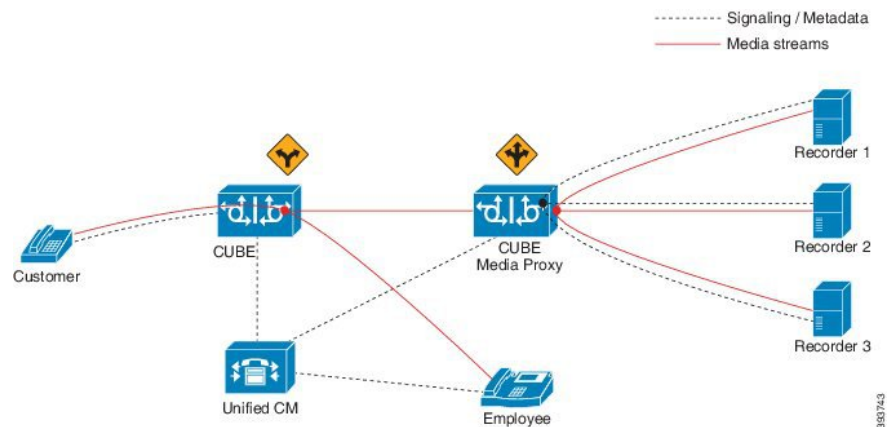 Signaling / Metadata
Media streams
Recorder 1
CUBE
CUBE
Media Proxy
Recorder 2
Customer
Recorder 3
Unified CM
Employee
393743